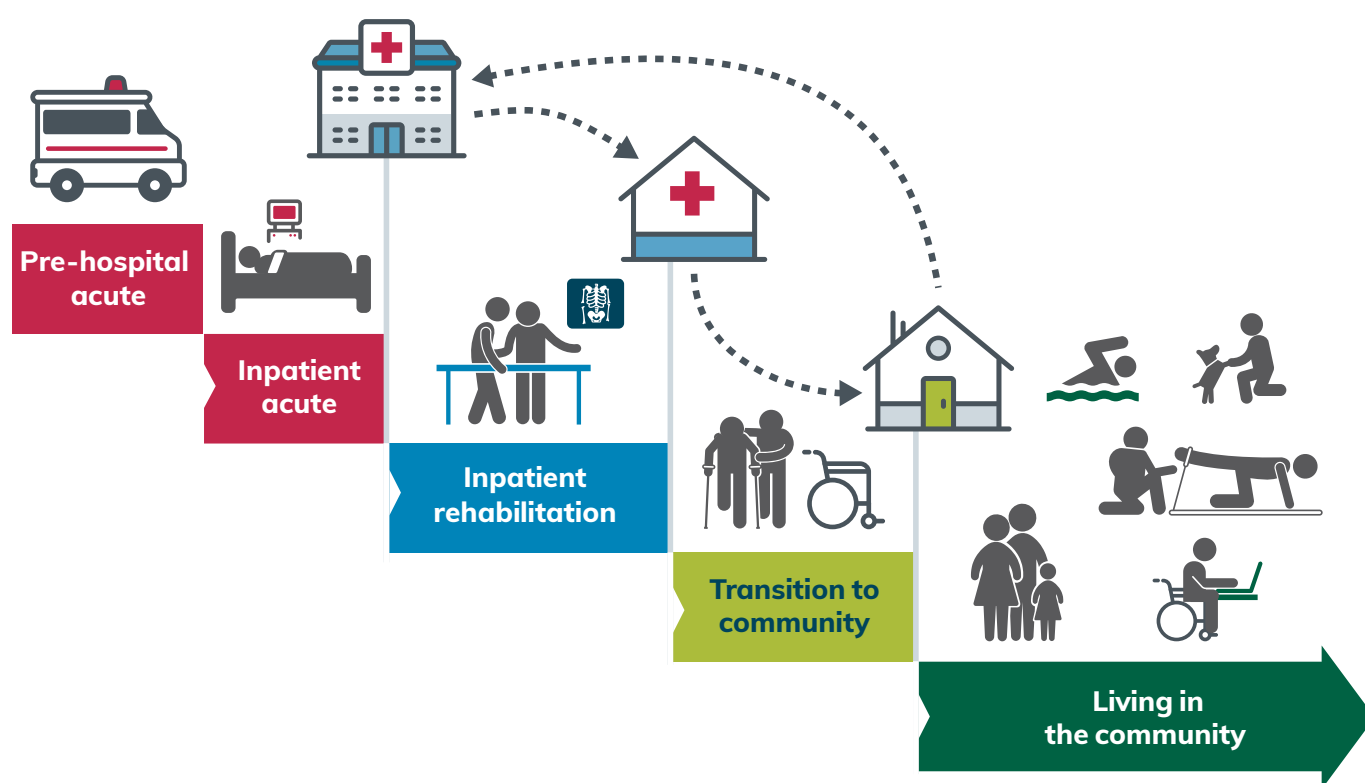 Pre-hospital
acute
Inpatient
acute
Inpatient
rehabilitation
Transition to
community
Living in
the community